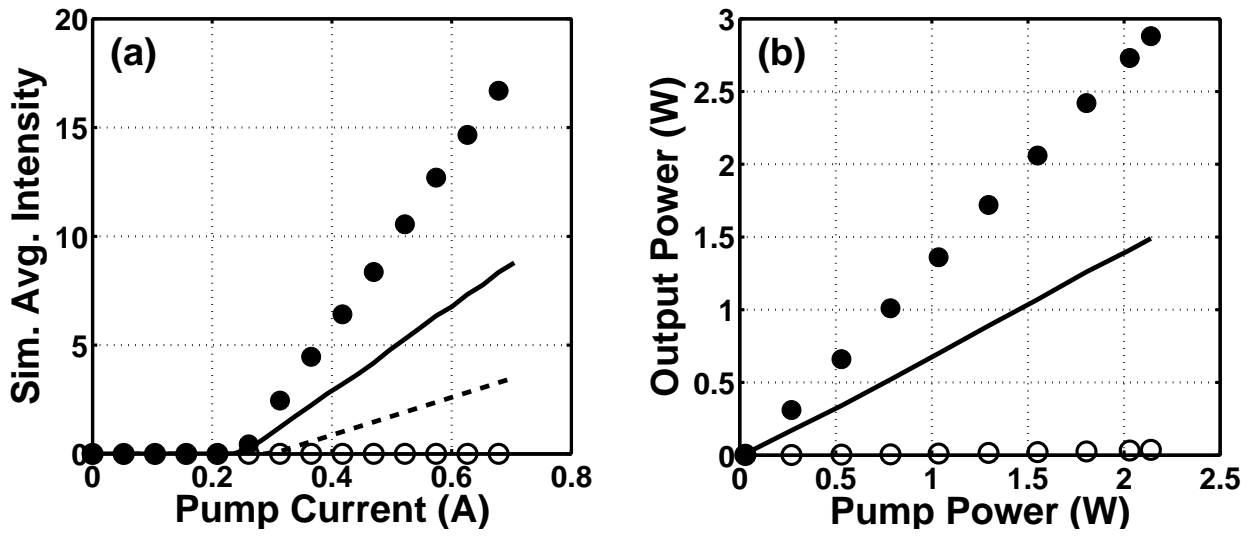 (a)
Sim. Avg. Intensity
20
15
10
5
0
0 0.2 0.4 0.6 0.8
Pump Current (A)
(b)
Output Power (W)
3
2.5
2
1.5
1
0.5
0
0 0.5 1 1.5 2 2.5
Pump Power (W)